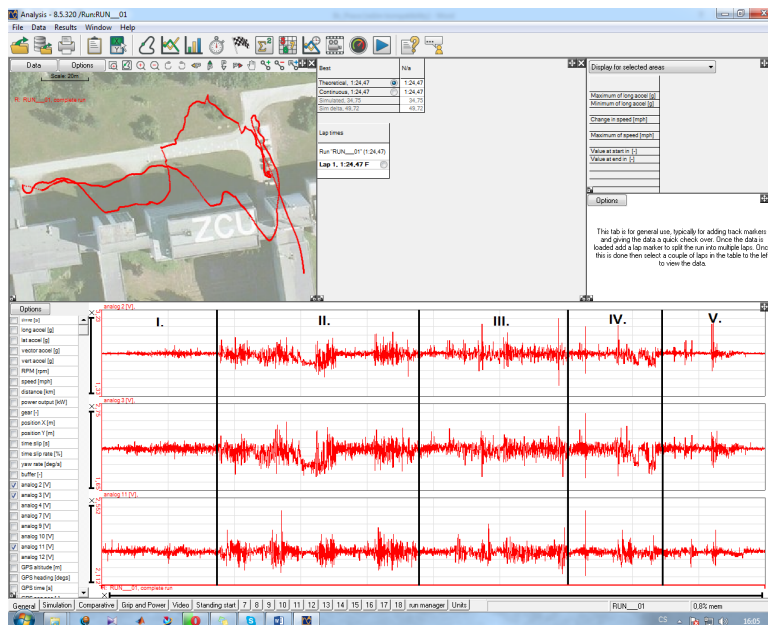 Analysis - 8.5.320 /Run:RUN__01
File Data Results Window Help
Data Options
Scale: 20m
R: RUN__01, complete run
ZCU
Best N/a
Theoretical, 1:24,47 1:24,47
Continuous, 1:24,47 1:24,47
Simulated, 34,75 34,75
Sim delta, 49,72 49,72
Lap times
Run "RUN__01" (1:24,47)
Lap 1, 1:24,47 F
Display for selected areas
Maximum of long accel [g]
Minimum of long accel [g]
Change in speed [mph]
Maximum of speed [mph]
Value at start in [-]
Value at end in [-]
Options
This tab is for general use, typically for adding track markers
and giving the data a quick check over. Once the data is
loaded add a lap marker to split the run into multiple laps. Onc
this is done then select a couple of laps in the table to the left
to view the data.
Options
time [s]
long accel [g]
lat accel [g]
vector accel [g]
vert accel [g]
RPM [rpm]
speed [mph]
distance [km]
power output [kW]
gear [-]
position X [m]
position Y [m]
time slip [s]
time slip rate [%]
yaw rate [deg/s]
buffer [-]
analog 2 [V]
analog 3 [V]
analog 4 [V]
analog 7 [V]
analog 9 [V]
analog 10 [V]
analog 11 [V]
analog 12 [V]
GPS altitude [m]
GPS heading [degs]
GPS time [s]
analog 2 [V],
I. II. III. IV. V.
analog 3 [V],
analog 11 [V],
R: RUN__01, complete run
General Simulation Comparative Grip and Power Video Standing start 7 8 9 10 11 12 13 14 15 16 17 18 run manager Units
RUN__01 0,8% mem
CS 16:05